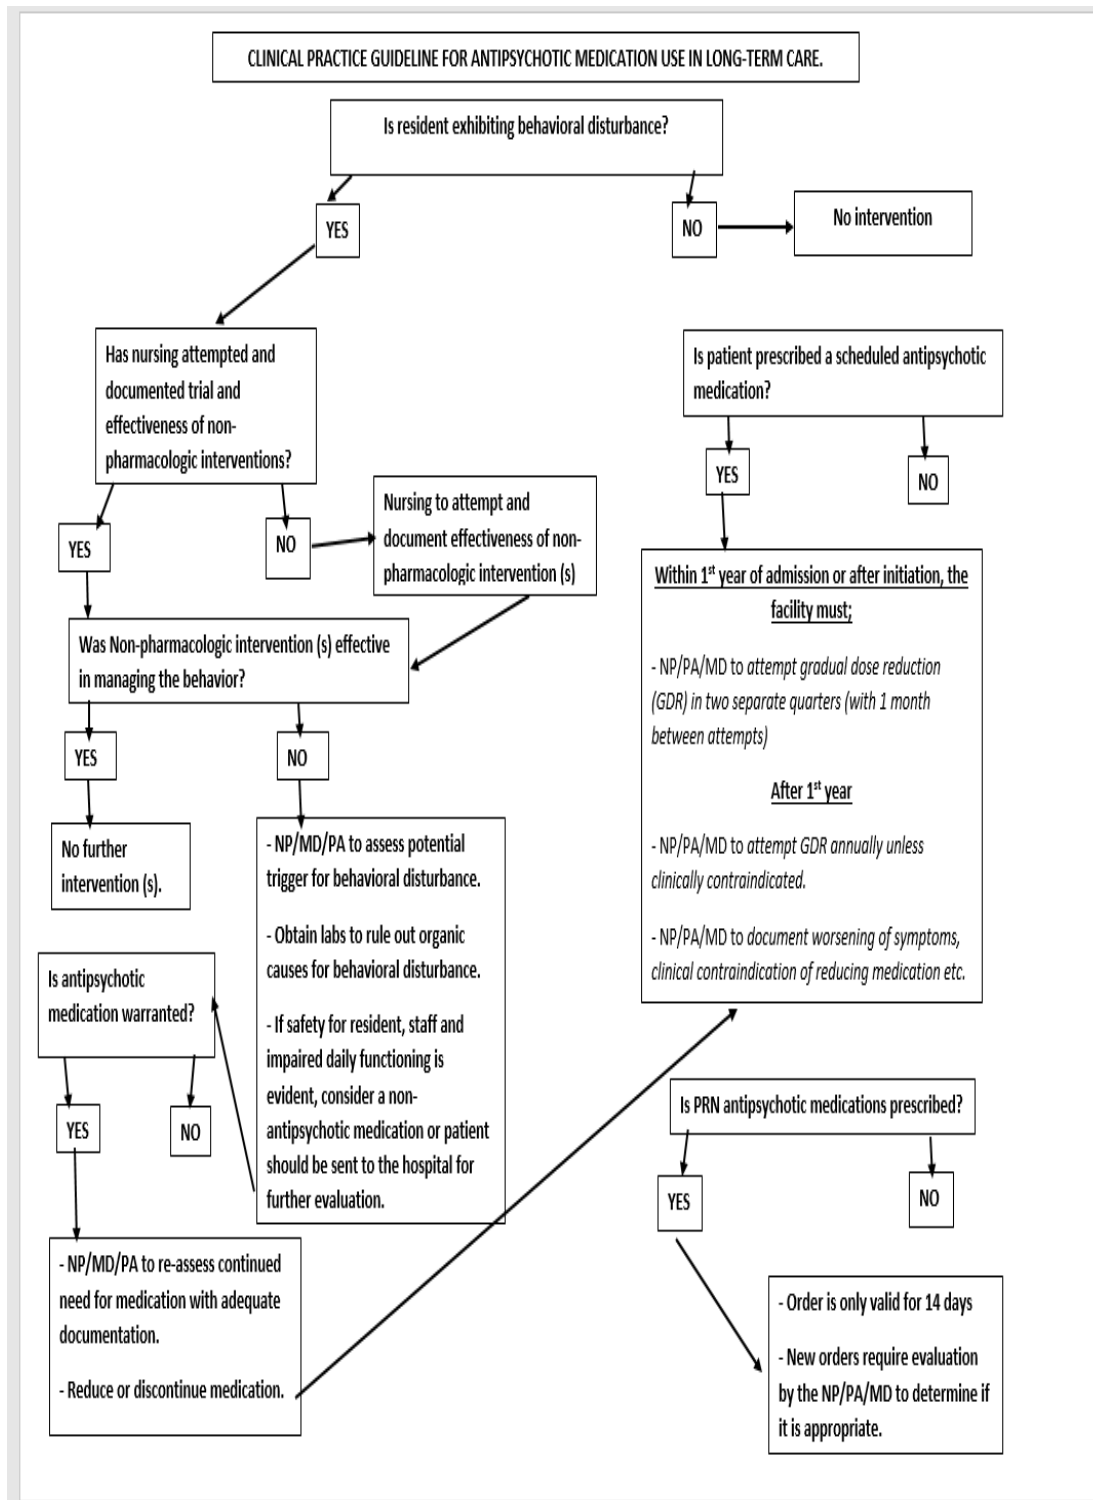 CLINICAL PRACTICE GUIDELINE FOR ANTIPSYCHOTIC MEDICATION USE IN LONG-TERM CARE.
Is resident exhibiting behavioral disturbance?
YES
NO
No intervention
Has nursing attempted and
documented trial and
effectiveness of non-
pharmacologic interventions?
YES
NO
Nursing to attempt and
document effectiveness of non-
pharmacologic intervention (s)
Was Non-pharmacologic intervention (s) effective
in managing the behavior?
YES
NO
No further
intervention (s).
- NP/MD/PA to assess potential
trigger for behavioral disturbance.
- Obtain labs to rule out organic
causes for behavioral disturbance.
- If safety for resident, staff and
impaired daily functioning is
evident, consider a non-
antipsychotic medication or patient
should be sent to the hospital for
further evaluation.
Is antipsychotic
medication warranted?
YES
NO
- NP/MD/PA to re-assess continued
need for medication with adequate
documentation.
- Reduce or discontinue medication.
Is patient prescribed a scheduled antipsychotic
medication?
YES
NO
Within 1st year of admission or after initiation, the
facility must;
- NP/PA/MD to attempt gradual dose reduction
(GDR) in two separate quarters (with 1 month
between attempts)
After 1st year
- NP/PA/MD to attempt GDR annually unless
clinically contraindicated.
- NP/PA/MD to document worsening of symptoms,
clinical contraindication of reducing medication etc.
Is PRN antipsychotic medications prescribed?
YES
NO
- Order is only valid for 14 days
- New orders require evaluation
by the NP/PA/MD to determine if
it is appropriate.